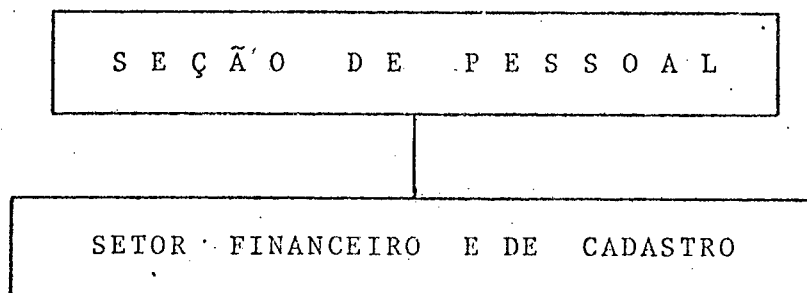 SEÇÃO DE PESSOAL
SETOR FINANCEIRO E DE CADASTRO